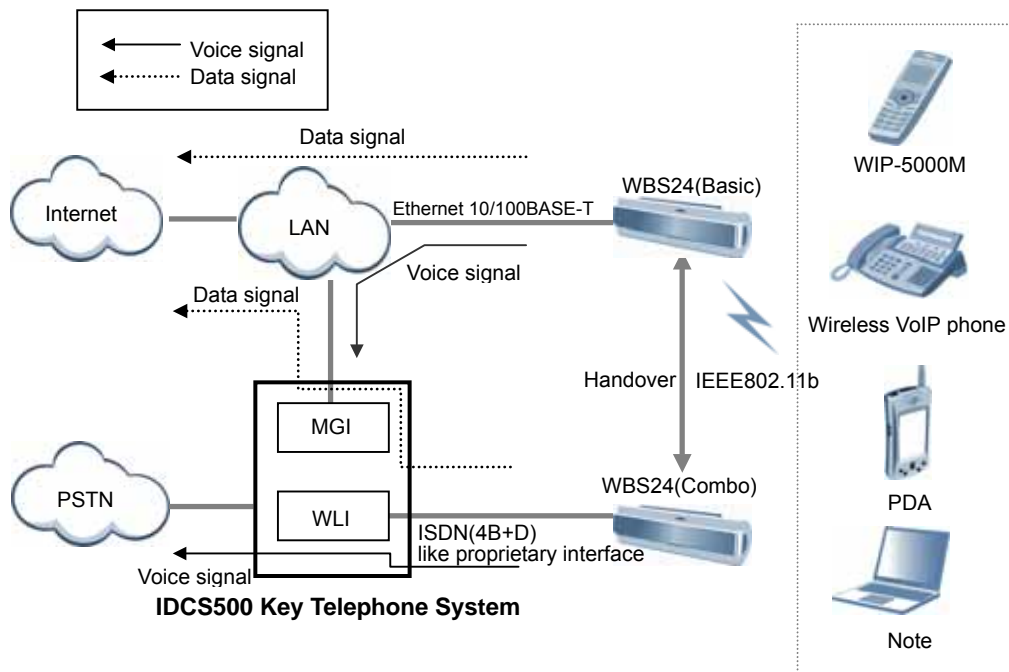 Voice signal
Data signal
Data signal
WIP-5000M
WBS24(Basic)
Internet
LAN
Ethernet 10/100BASE-T
Voice signal
Data signal
Wireless VoIP phone
Handover
IEEE802.11b
MGI
PDA
WBS24(Combo)
PSTN
WLI
ISDN(4B+D)
like proprietary interface
Voice signal
IDCS500 Key Telephone System
Note